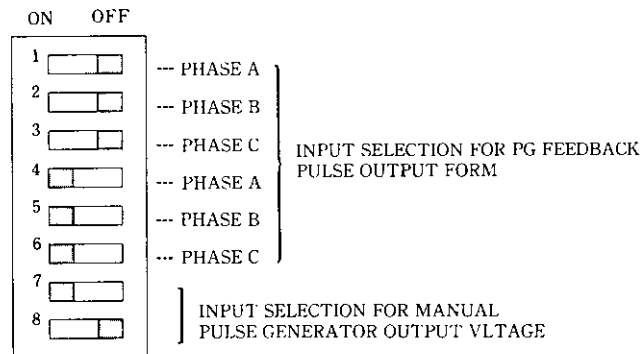 ON OFF
1 --- PHASE A
2 --- PHASE B
3 --- PHASE C
4 --- PHASE A
5 --- PHASE B
6 --- PHASE C
INPUT SELECTION FOR PG FEEDBACK
PULSE OUTPUT FORM
7
8
INPUT SELECTION FOR MANUAL
PULSE GENERATOR OUTPUT VLTAGE